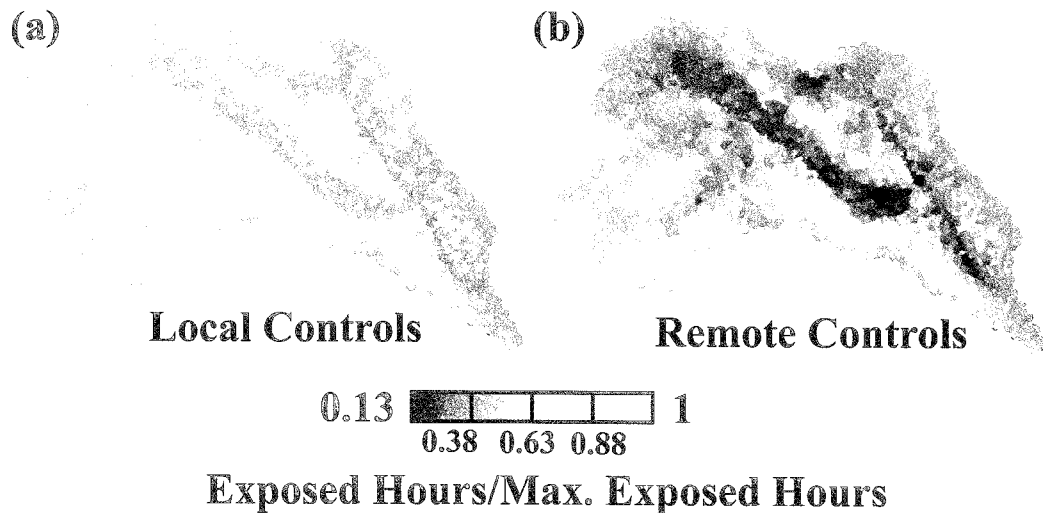 (a)
(b)
Local Controls
Remote Controls
0.13
1
0.38 0.63 0.88
Exposed Hours/Max. Exposed Hours